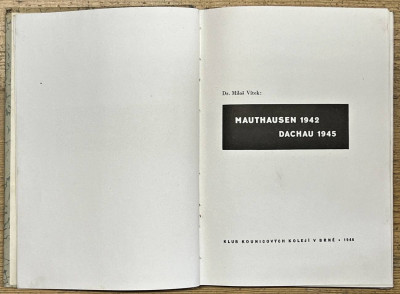 Dr. Miloš Vítek:
MAUTHAUSEN 1942
DACHAU 1945
KLUB KOUNICOVÝCH KOLEJÍ V BRNĚ • 1946